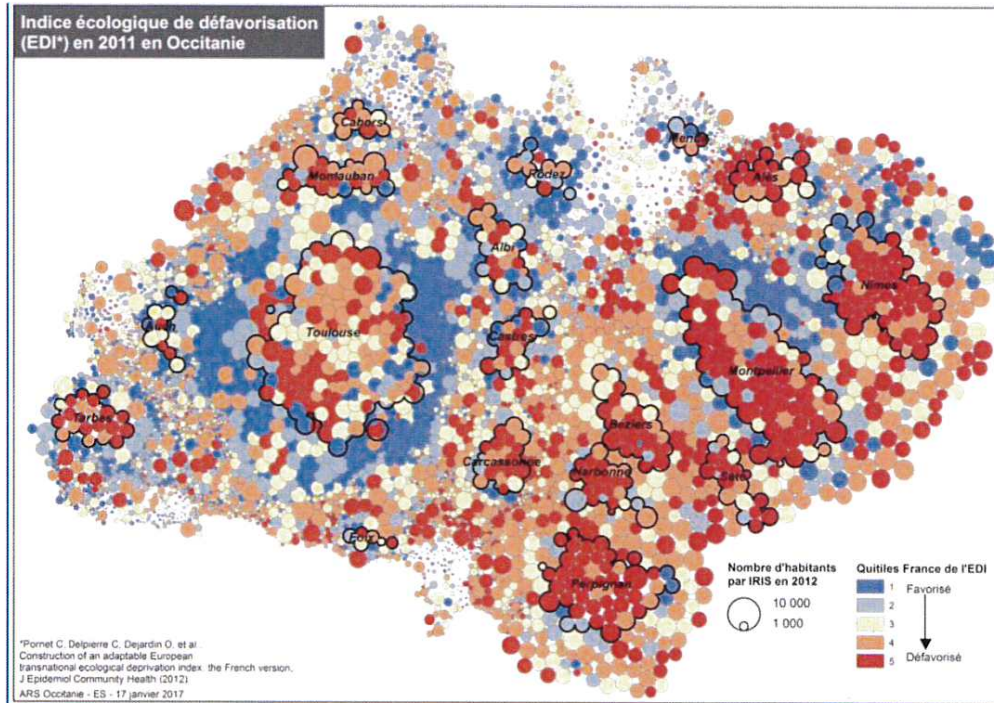 Indice écologique de défavorisation
(EDI*) en 2011 en Occitanie
Cahors
Mende
Montauban
Rodez
Alès
Albi
Nîmes
Auch
Toulouse
Castres
Montpellier
Tarbes
Béziers
Carcassonne
Narbonne
Sète
Foix
Perpignan
Nombre d'habitants
par IRIS en 2012
10 000
1 000
Quitiles France de l'EDI
1 Favorisé
2
3
4
5 Défavorisé
*Pornet C, Delpierre C, Dejardin O, et al.
Construction of an adaptable European
transnational ecological deprivation index: the French version.
J Epidemiol Community Health (2012)
ARS Occitanie - ES - 17 janvier 2017